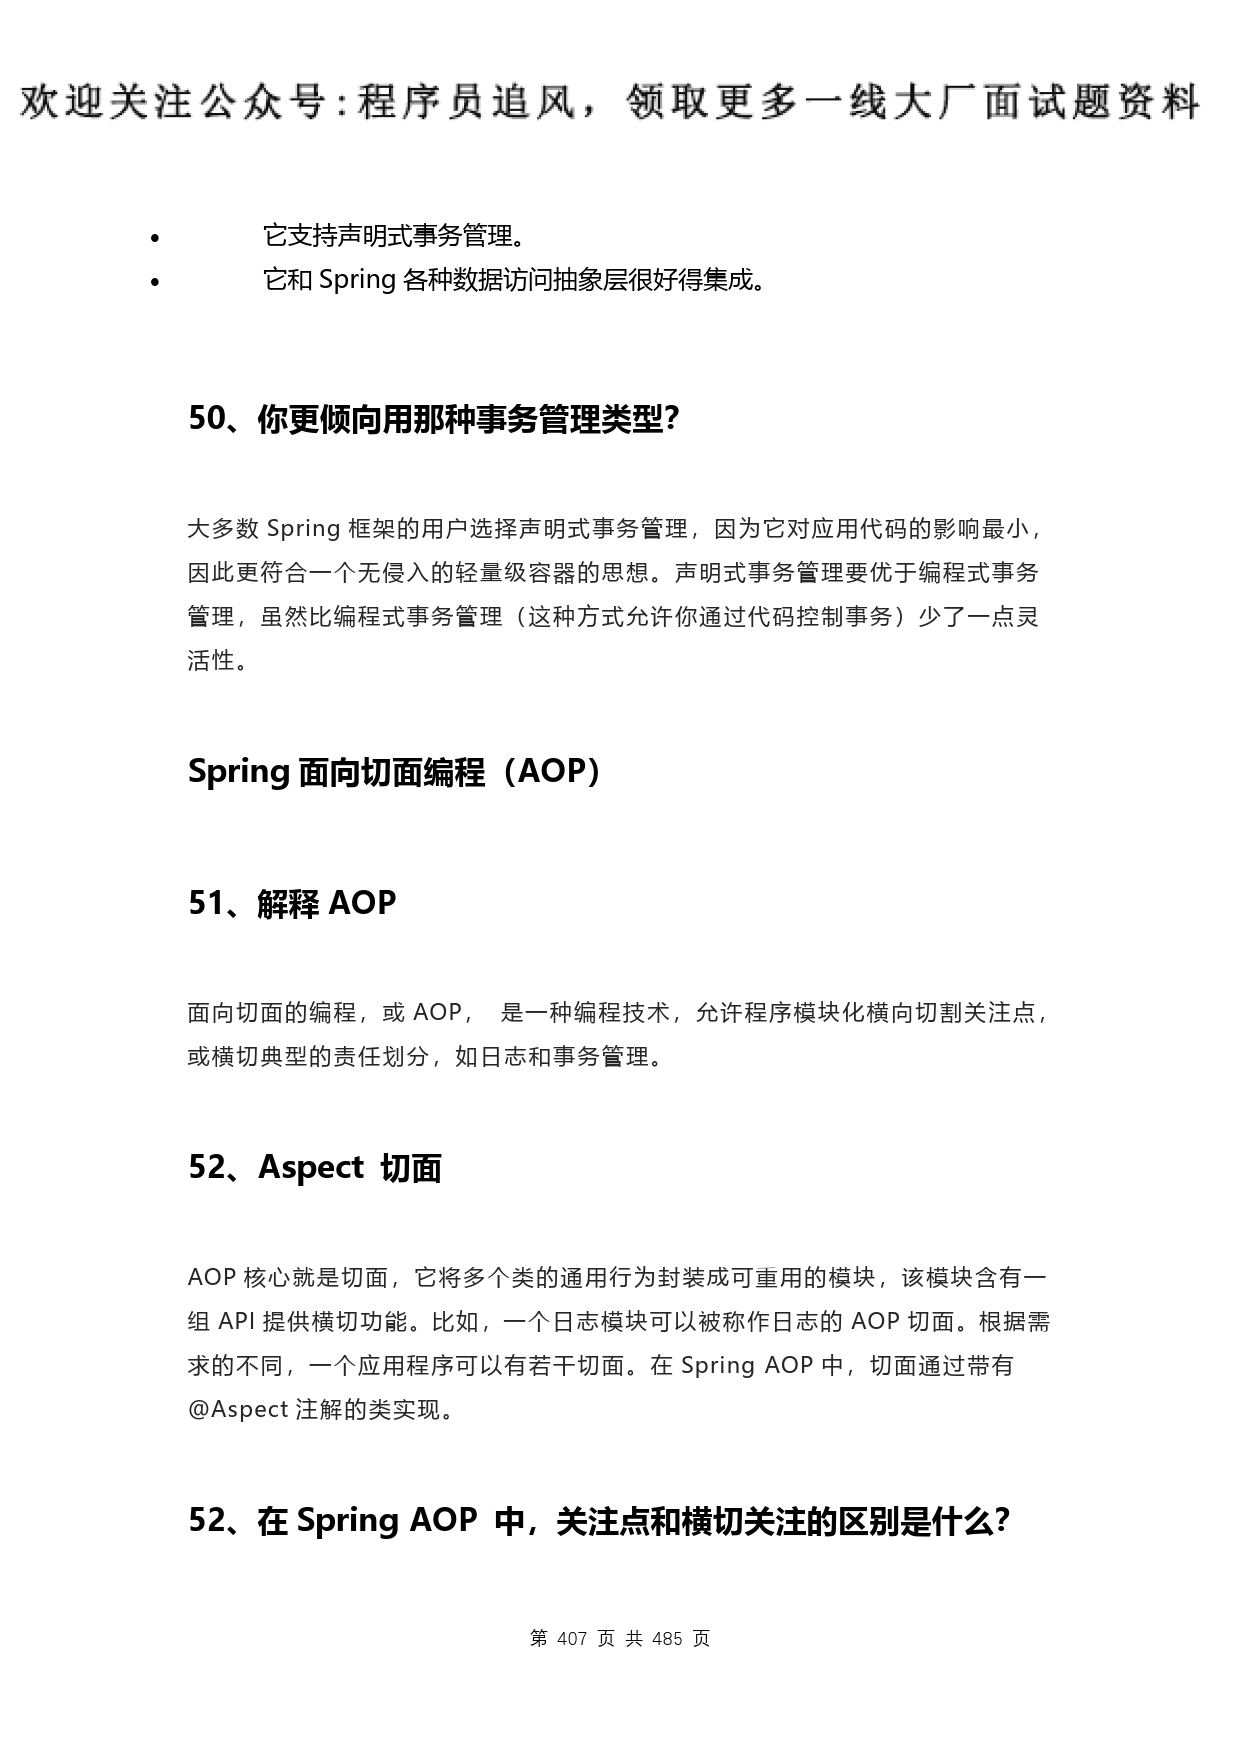 欢迎关注公众号:程序员追风，领取更多一线大厂面试题资料
• 它支持声明式事务管理。
• 它和 Spring 各种数据访问抽象层很好得集成。
50、你更倾向用那种事务管理类型？
大多数 Spring 框架的用户选择声明式事务管理，因为它对应用代码的影响最小，
因此更符合一个无侵入的轻量级容器的思想。声明式事务管理要优于编程式事务
管理，虽然比编程式事务管理（这种方式允许你通过代码控制事务）少了一点灵
活性。
Spring 面向切面编程（AOP）
51、解释 AOP
面向切面的编程，或 AOP， 是一种编程技术，允许程序模块化横向切割关注点，
或横切典型的责任划分，如日志和事务管理。
52、Aspect 切面
AOP 核心就是切面，它将多个类的通用行为封装成可重用的模块，该模块含有一
组 API 提供横切功能。比如，一个日志模块可以被称作日志的 AOP 切面。根据需
求的不同，一个应用程序可以有若干切面。在 Spring AOP 中，切面通过带有
@Aspect 注解的类实现。
52、在 Spring AOP 中，关注点和横切关注的区别是什么？
第 407 页 共 485 页